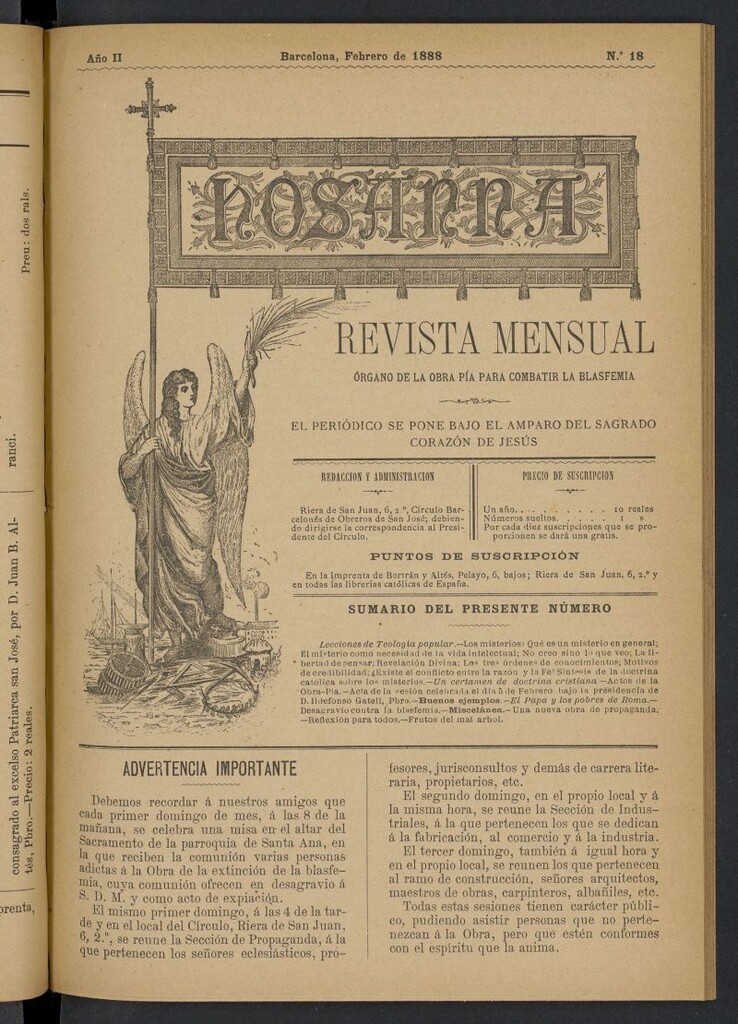 Preu: dos rals.
ranci.
consagrado al excelso Patriarca san José, por D. Juan B. Al-
tés, Pbro.—Precio: 2 reales.
prenta,
Año II
Barcelona, Febrero de 1888
N.° 18
HOSANNA
REVISTA MENSUAL
ÓRGANO DE LA OBRA PÍA PARA COMBATIR LA BLASFEMIA
EL PERIÓDICO SE PONE BAJO EL AMPARO DEL SAGRADO
CORAZÓN DE JESÚS
REDACCION Y ADMINISTRACION
Riera de San Juan, 6, 2.°, Circulo Bar-
celonés de Obreros de San José; debien-
do dirigirse la correspondencia al Presi-
dente del Circulo.
PRECIO DE SUSCRIPCION
Un año. . . . . . . . . 10 reales
Números sueltos. . . . . 1 »
Por cada diez suscripciones que se pro-
porcionen se dará una gratis.
PUNTOS DE SUSCRIPCIÓN
En la Imprenta de Bertrán y Altés, Pelayo, 6, bajos; Riera de San Juan, 6, 2.° y
en todas las librerías católicas de España.
SUMARIO DEL PRESENTE NÚMERO
Lecciones de Teología popular.—Los misterios: Qué es un misterio en general;
El misterio como necesidad de la vida intelectual; No creo sino lo que veo; La li-
bertad de pensar; Revelación Divina; Los tres órdenes de conocimientos; Motivos
de credibilidad; ¿Existe el conflicto entre la razón y la Fe? Síntesis de la doctrina
católica sobre los misterios.—Un certamen de doctrina cristiana.—Actos de la
Obra-Pía.—Acta de la sesión celebrada el día 5 de Febrero bajo la presidencia de
D. Ildefonso Gatell, Pbro.—Buenos ejemplos.—El Papa y los pobres de Roma.—
Desagravio contra la blasfemia.—Miscelánea.—Una nueva obra de propaganda.
—Reflexión para todos.—Frutos del mal árbol.
ADVERTENCIA IMPORTANTE
Debemos recordar á nuestros amigos que
cada primer domingo de mes, á las 8 de la
mañana, se celebra una misa en el altar del
Sacramento de la parroquia de Santa Ana, en
la que reciben la comunión varias personas
adictas á la Obra de la extinción de la blasfe-
mia, cuya comunión ofrecen en desagravio á
S. D. M. y como acto de expiación.
El mismo primer domingo, á las 4 de la tar-
de y en el local del Círculo, Riera de San Juan,
6, 2.°, se reune la Sección de Propaganda, á la
que pertenecen los señores eclesiásticos, pro-
fesores, jurisconsultos y demás de carrera lite-
raria, propietarios, etc.
El segundo domingo, en el propio local y á
la misma hora, se reune la Sección de Indus-
triales, á la que pertenecen los que se dedican
á la fabricación, al comercio y á la industria.
El tercer domingo, también á igual hora y
en el propio local, se reunen los que pertenecen
al ramo de construcción, señores arquitectos,
maestros de obras, carpinteros, albañiles, etc.
Todas estas sesiones tienen carácter públi-
co, pudiendo asistir personas que no perte-
nezcan á la Obra, pero que estén conformes
con el espíritu que la anima.